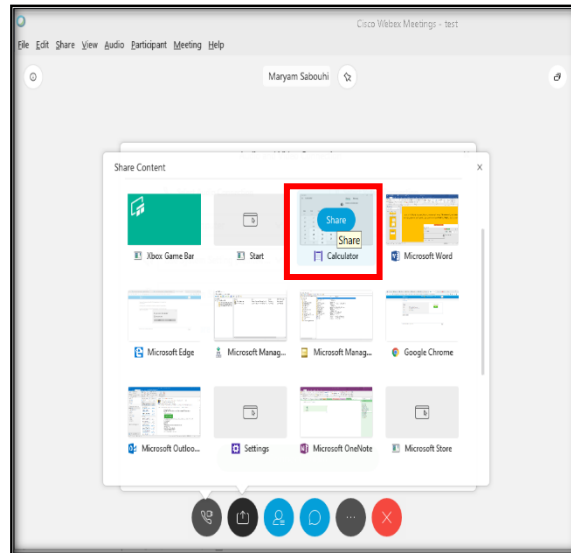 Cisco Webex Meetings - test
File Edit Share View Audio Participant Meeting Help
Maryam Sabouhi
Share Content
Share
Share
Xbox Game Bar
Start
Calculator
Microsoft Word
Microsoft Edge
Microsoft Manag...
Microsoft Manag...
Google Chrome
Microsoft Outloo...
Settings
Microsoft OneNote
Microsoft Store